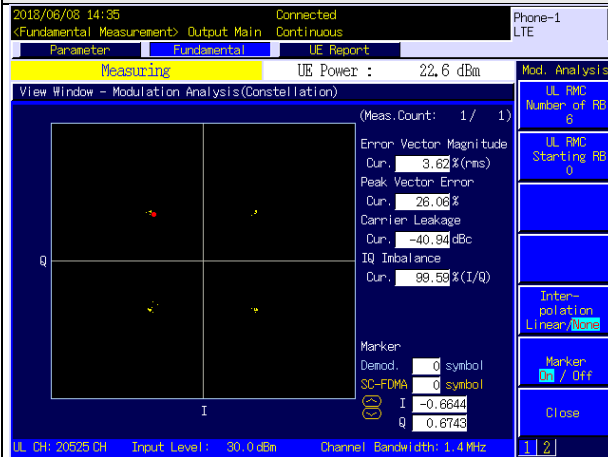 2018/06/08 14:35 Connected Phone-1
<Fundamental Measurement> Output Main Continuous LTE
Parameter Fundamental UE Report
Measuring UE Power : 22.6 dBm Mod. Analysis
View Window - Modulation Analysis(Constellation)
(Meas.Count: 1/ 1)
Error Vector Magnitude
Cur. 3.62 %(rms)
Peak Vector Error
Cur. 26.06 %
Carrier Leakage
Cur. -40.94 dBc
IQ Imbalance
Cur. 99.59 %(I/Q)
Q
I
Marker
Demod. 0 symbol
SC-FDMA 0 symbol
I -0.6644
Q 0.6743
UL RMC
Number of RB
6
UL RMC
Starting RB
0
Inter-
polation
Linear/None
Marker
On / Off
Close
UL CH: 20525 CH Input Level: 30.0 dBm Channel Bandwidth: 1.4 MHz 1 2